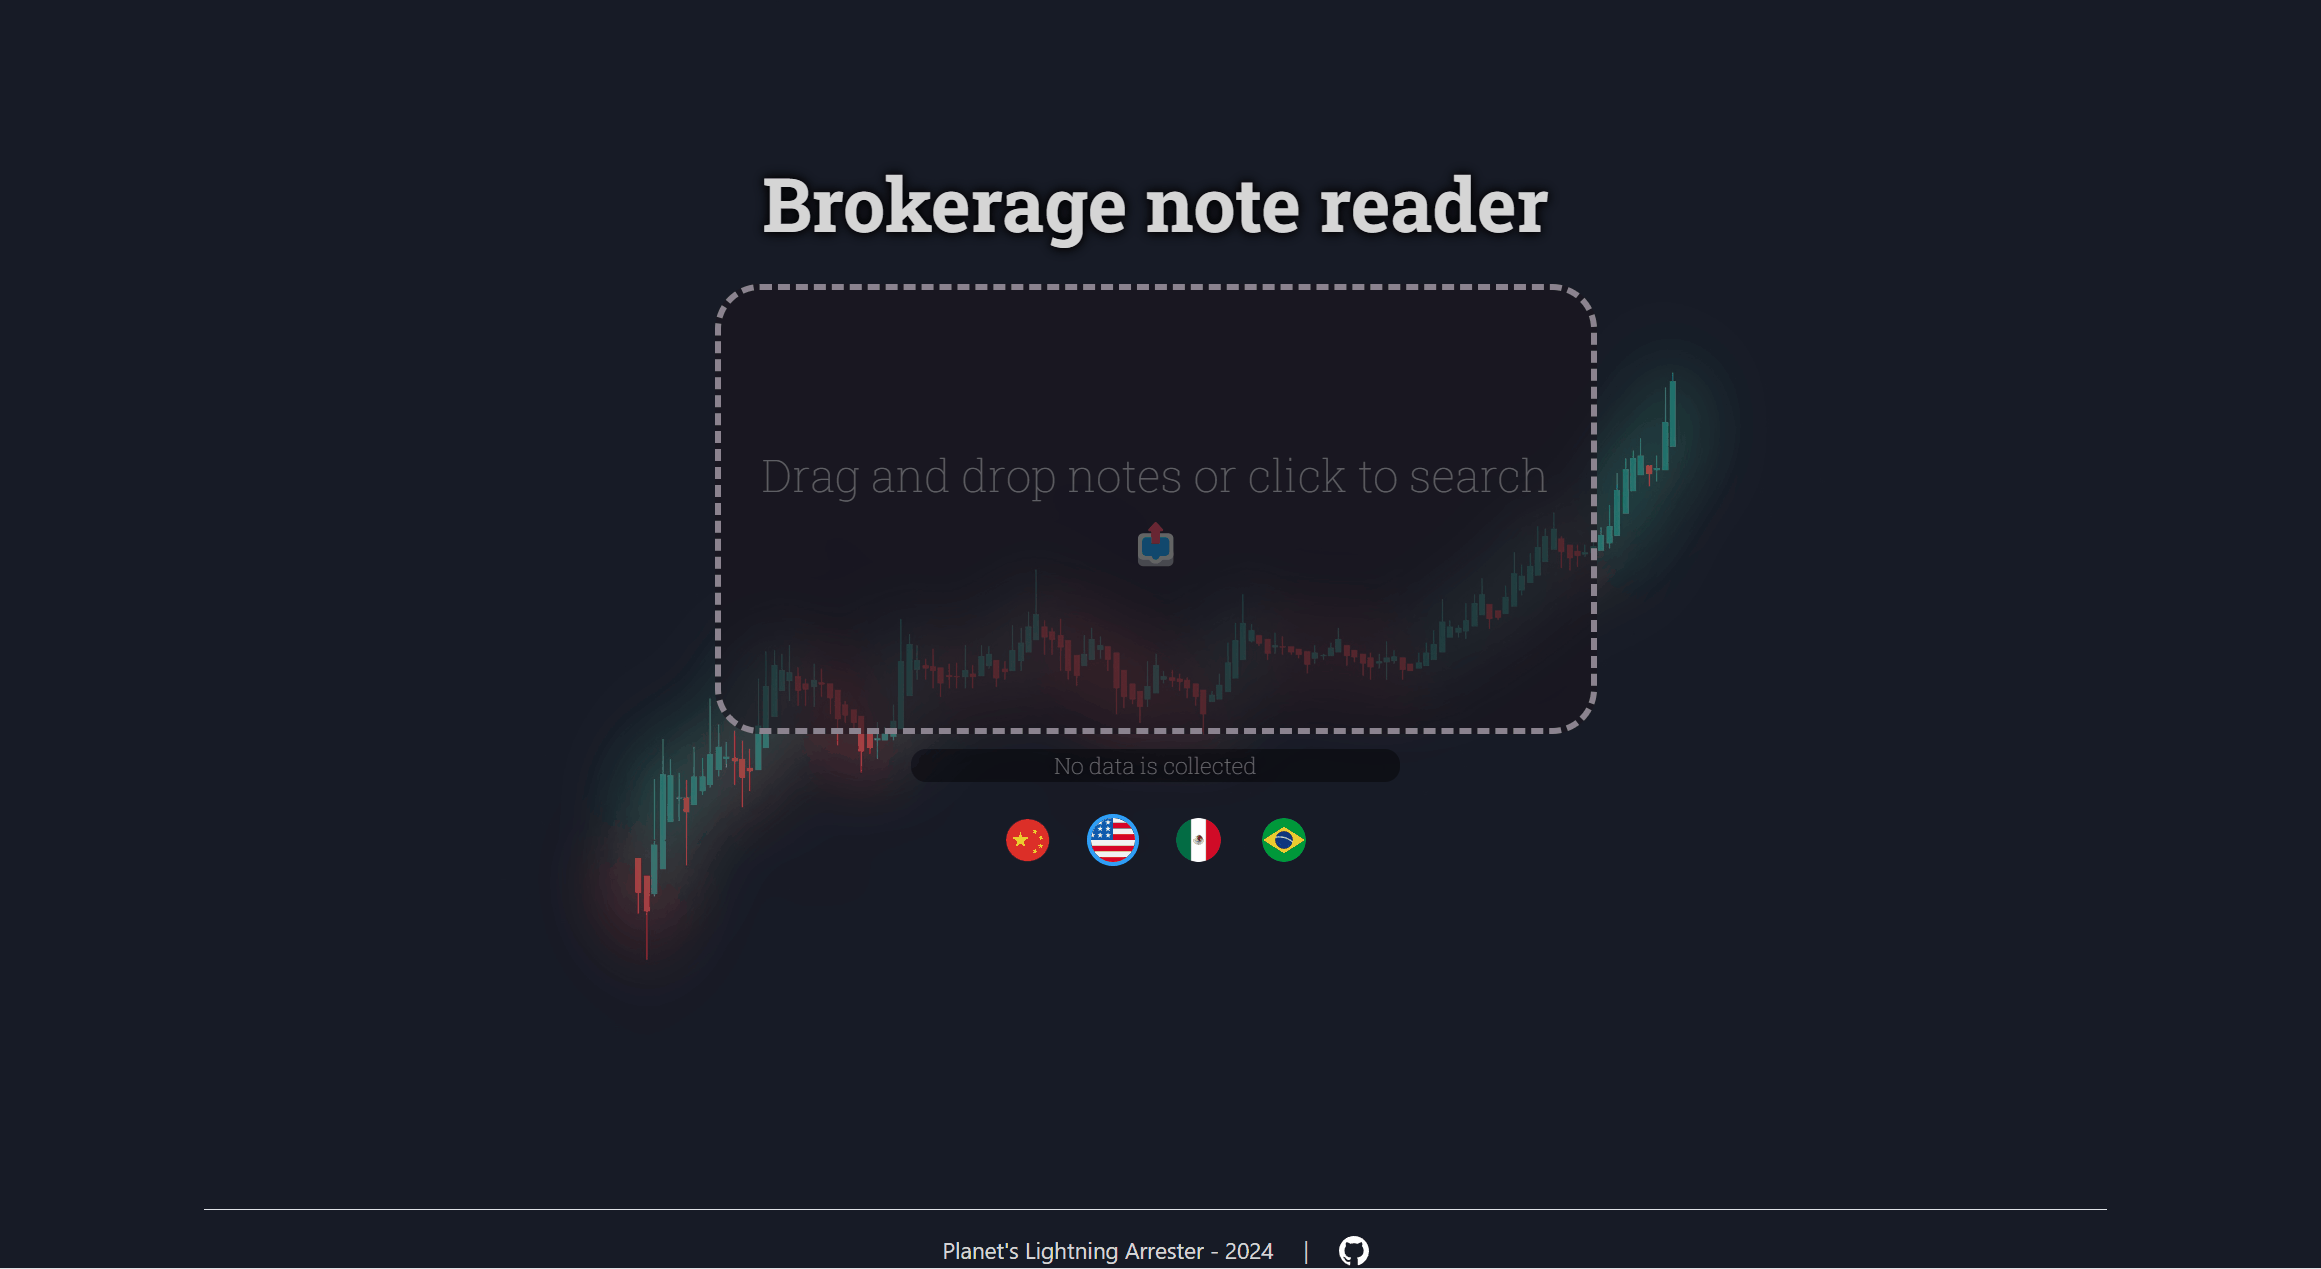 Brokerage note reader
Drag and drop notes or click to search
No data is collected
Planet's Lightning Arrester - 2024 |